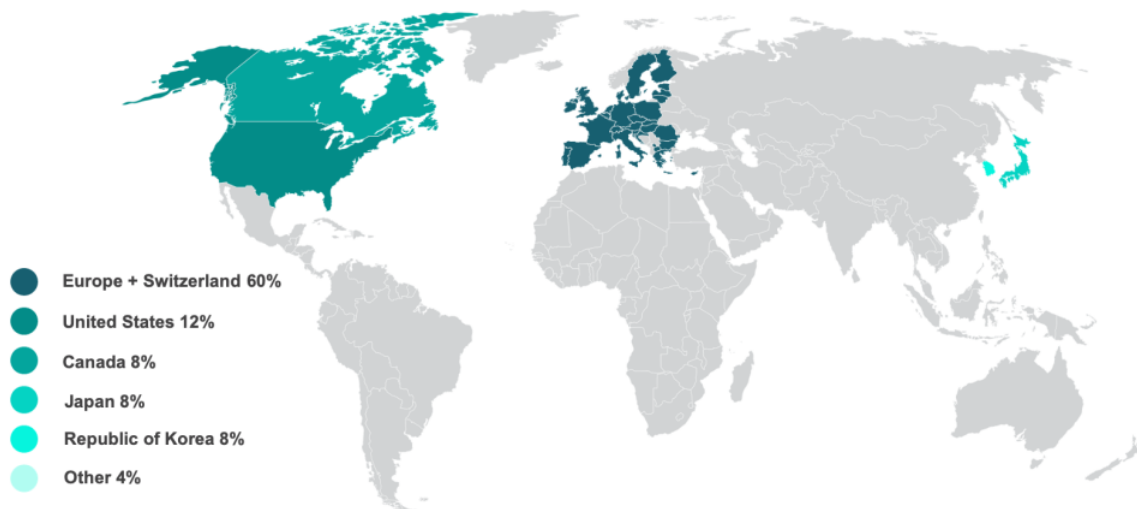 Europe + Switzerland 60%
United States 12%
Canada 8%
Japan 8%
Republic of Korea 8%
Other 4%